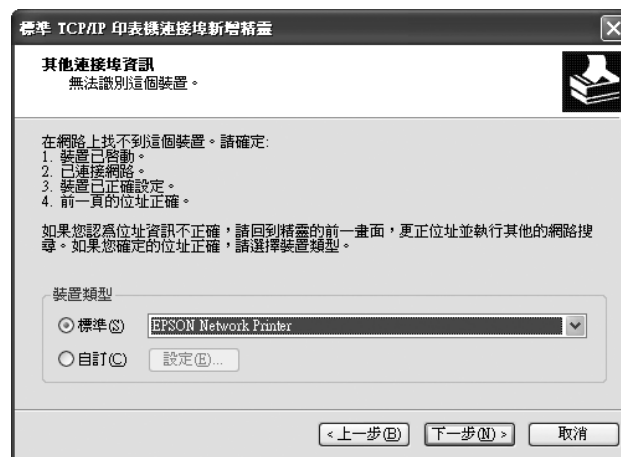 標準 TCP/IP 印表機連接埠新增精靈
其他連接埠資訊
無法識別這個裝置。
在網路上找不到這個裝置。請確定:
1. 裝置已啟動。
2. 已連接網路。
3. 裝置已正確設定。
4. 前一頁的位址正確。
如果您認為位址資訊不正確，請回到精靈的前一畫面，更正位址並執行其他的網路搜
尋。如果您確定的位址正確，請選擇裝置類型。
裝置類型
標準(S) EPSON Network Printer
自訂(C) 設定(E)...
<上一步(B) 下一步(N)> 取消